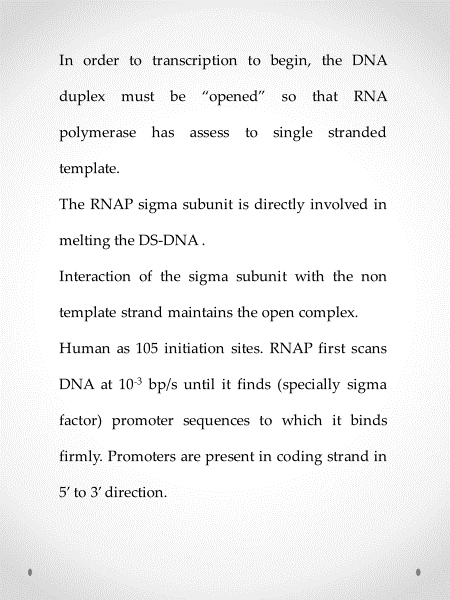 In order to transcription to begin, the DNA
duplex must be “opened” so that RNA
polymerase has assess to single stranded
template.
The RNAP sigma subunit is directly involved in
melting the DS-DNA .
Interaction of the sigma subunit with the non
template strand maintains the open complex.
Human as 105 initiation sites. RNAP first scans
DNA at 10-3 bp/s until it finds (specially sigma
factor) promoter sequences to which it binds
firmly. Promoters are present in coding strand in
5’ to 3’ direction.